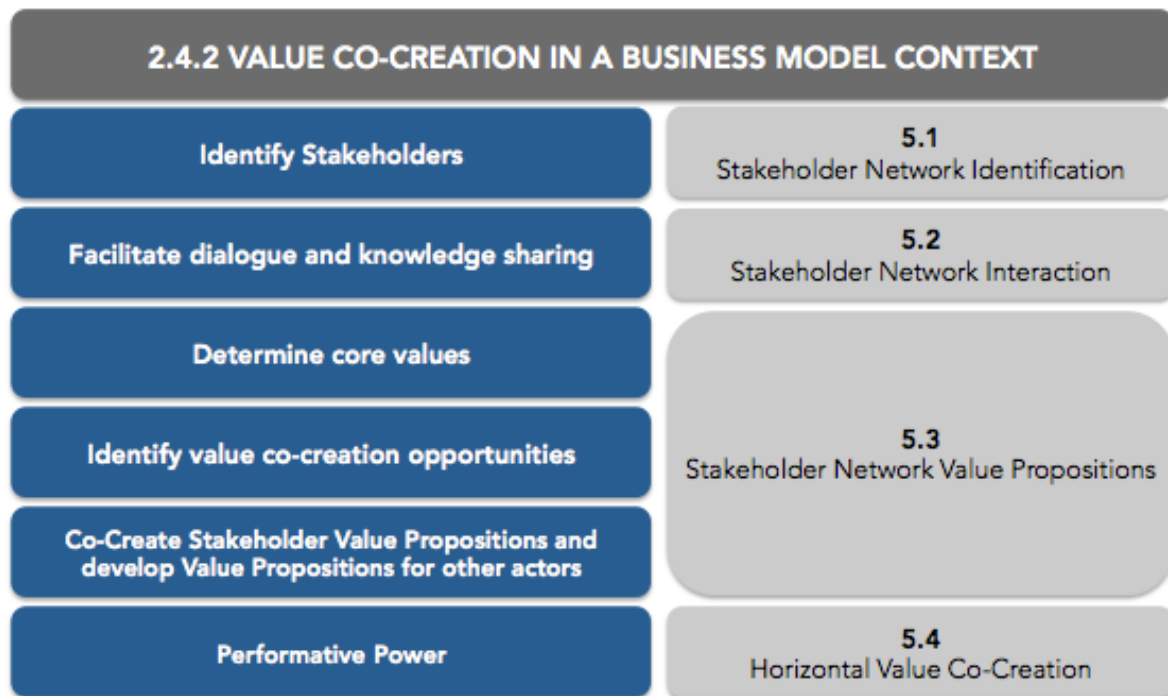 2.4.2 VALUE CO-CREATION IN A BUSINESS MODEL CONTEXT
Identify Stakeholders
5.1
Stakeholder Network Identification
Facilitate dialogue and knowledge sharing
5.2
Stakeholder Network Interaction
Determine core values
Identify value co-creation opportunities
Co-Create Stakeholder Value Propositions and
develop Value Propositions for other actors
5.3
Stakeholder Network Value Propositions
Performative Power
5.4
Horizontal Value Co-Creation